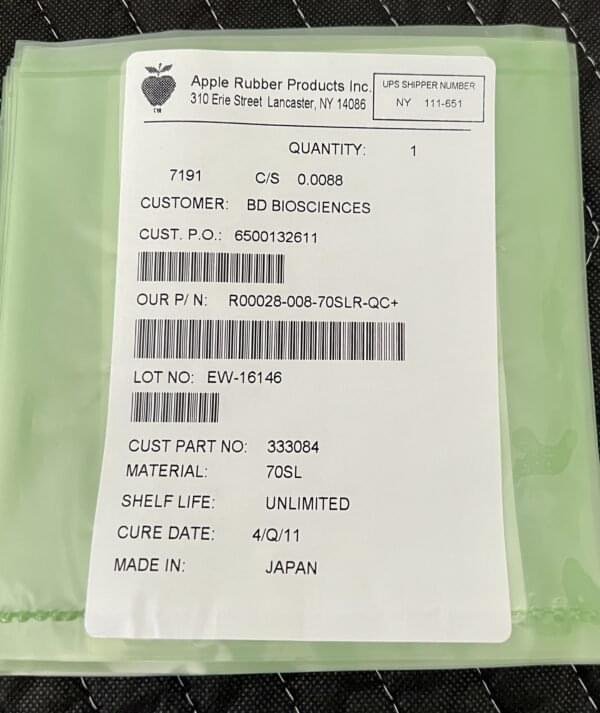 Apple Rubber Products Inc.
310 Erie Street Lancaster, NY 14086
UPS SHIPPER NUMBER
NY 111-651
QUANTITY: 1
7191 C/S 0.0088
CUSTOMER: BD BIOSCIENCES
CUST. P.O.: 6500132611
OUR P/N: R00028-008-70SLR-QC+
LOT NO: EW-16146
CUST PART NO: 333084
MATERIAL: 70SL
SHELF LIFE: UNLIMITED
CURE DATE: 4/Q/11
MADE IN: JAPAN